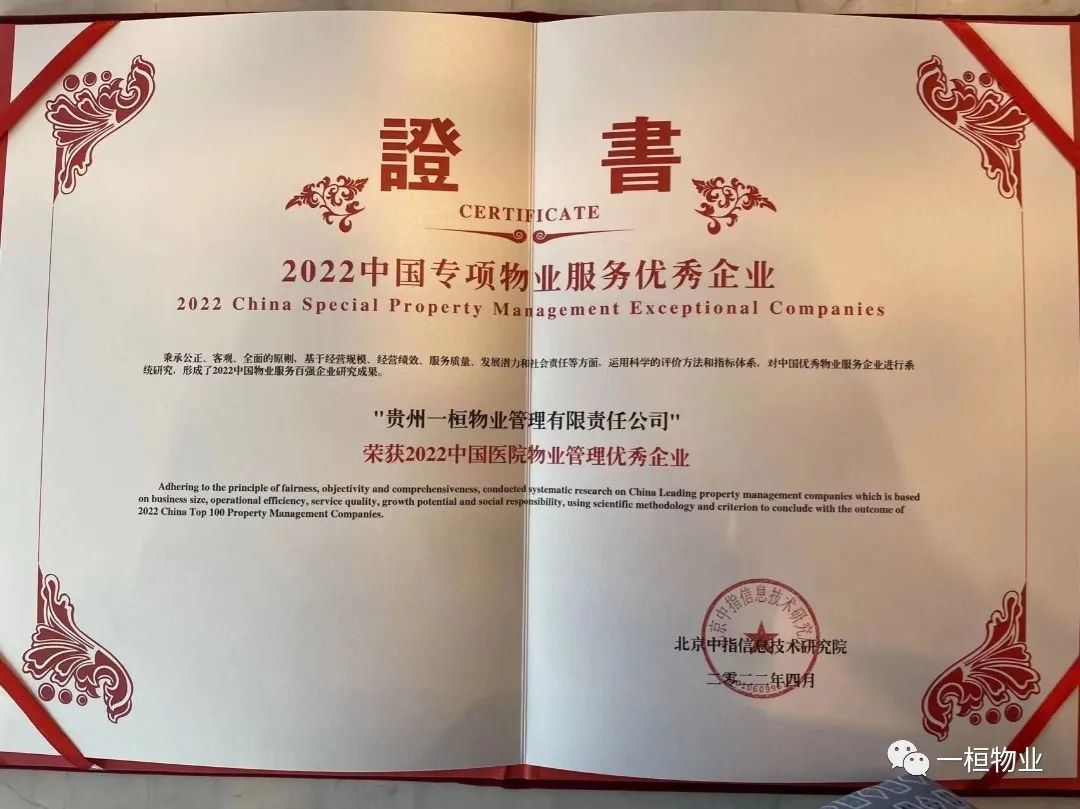 證 書
CERTIFICATE
2022中国专项物业服务优秀企业
2022 China Special Property Management Exceptional Companies
秉承公正、客观、全面的原则，基于经营规模、经营绩效、服务质量、发展潜力和社会责任等方面，运用科学的评价方法和指标体系，对中国优秀物业服务企业进行系
统研究，形成了2022中国物业服务百强企业研究成果。
"贵州一桓物业管理有限责任公司"
荣获2022中国医院物业管理优秀企业
Adhering to the principle of fairness, objectivity and comprehensiveness, conducted systematic research on China Leading property management companies which is based
on business size, operational efficiency, service quality, growth potential and social responsibility, using scientific methodology and criterion to conclude with the outcome of
2022 China Top 100 Property Management Companies.
北京中指信息技术研究院
北京中指信息技术研究院
二零二二年四月
一桓物业